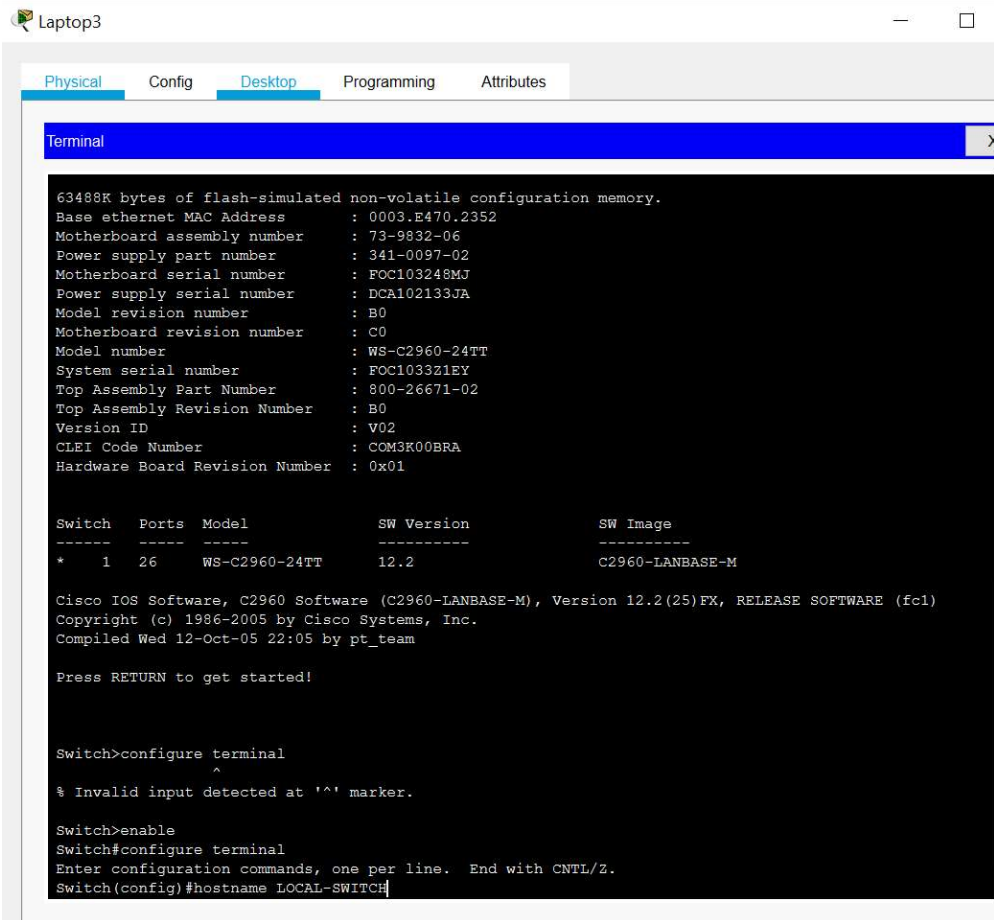 Laptop3
Physical Config Desktop Programming Attributes
Terminal X
63488K bytes of flash-simulated non-volatile configuration memory.
Base ethernet MAC Address : 0003.E470.2352
Motherboard assembly number : 73-9832-06
Power supply part number : 341-0097-02
Motherboard serial number : FOC103248MJ
Power supply serial number : DCA102133JA
Model revision number : B0
Motherboard revision number : C0
Model number : WS-C2960-24TT
System serial number : FOC1033Z1EY
Top Assembly Part Number : 800-26671-02
Top Assembly Revision Number : B0
Version ID : V02
CLEI Code Number : COM3K00BRA
Hardware Board Revision Number : 0x01
Switch Ports Model SW Version SW Image
------ ----- ----- ---------- ----------
* 1 26 WS-C2960-24TT 12.2 C2960-LANBASE-M
Cisco IOS Software, C2960 Software (C2960-LANBASE-M), Version 12.2(25)FX, RELEASE SOFTWARE (fc1)
Copyright (c) 1986-2005 by Cisco Systems, Inc.
Compiled Wed 12-Oct-05 22:05 by pt_team
Press RETURN to get started!
Switch>configure terminal
^
% Invalid input detected at '^' marker.
Switch>enable
Switch#configure terminal
Enter configuration commands, one per line. End with CNTL/Z.
Switch(config)#hostname LOCAL-SWITCH